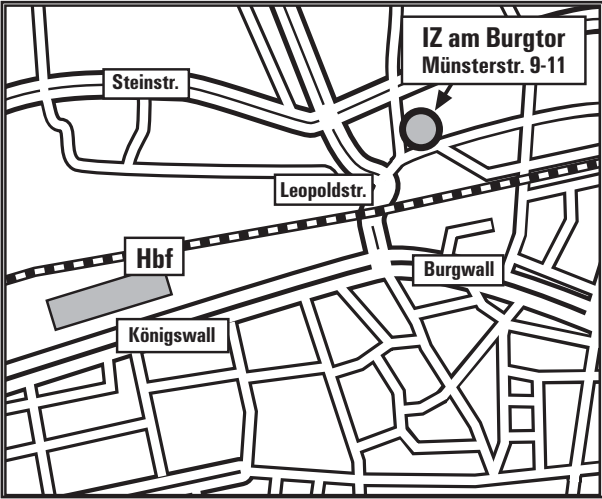 IZ am Burgtor
Münsterstr. 9-11
Steinstr.
Leopoldstr.
Hbf
Burgwall
Königswall